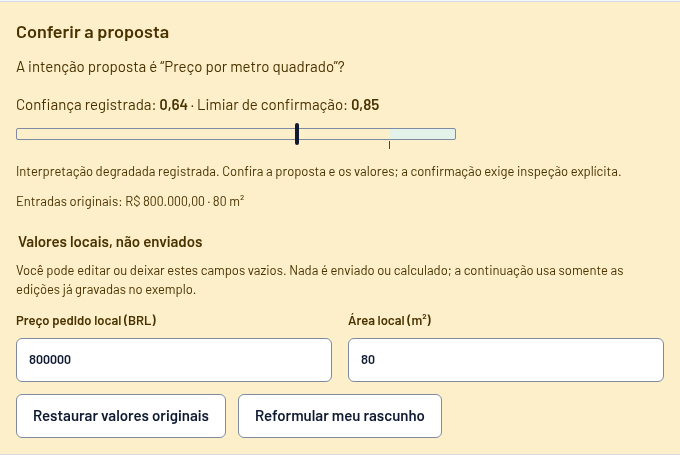 Conferir a proposta
A intenção proposta é “Preço por metro quadrado”?
Confiança registrada: 0,64 · Limiar de confirmação: 0,85
Interpretação degradada registrada. Confira a proposta e os valores; a confirmação exige inspeção explícita.
Entradas originais: R$ 800.000,00 · 80 m²
Valores locais, não enviados
Você pode editar ou deixar estes campos vazios. Nada é enviado ou calculado; a continuação usa somente as
edições já gravadas no exemplo.
Preço pedido local (BRL)
Área local (m²)
800000
80
Restaurar valores originais
Reformular meu rascunho